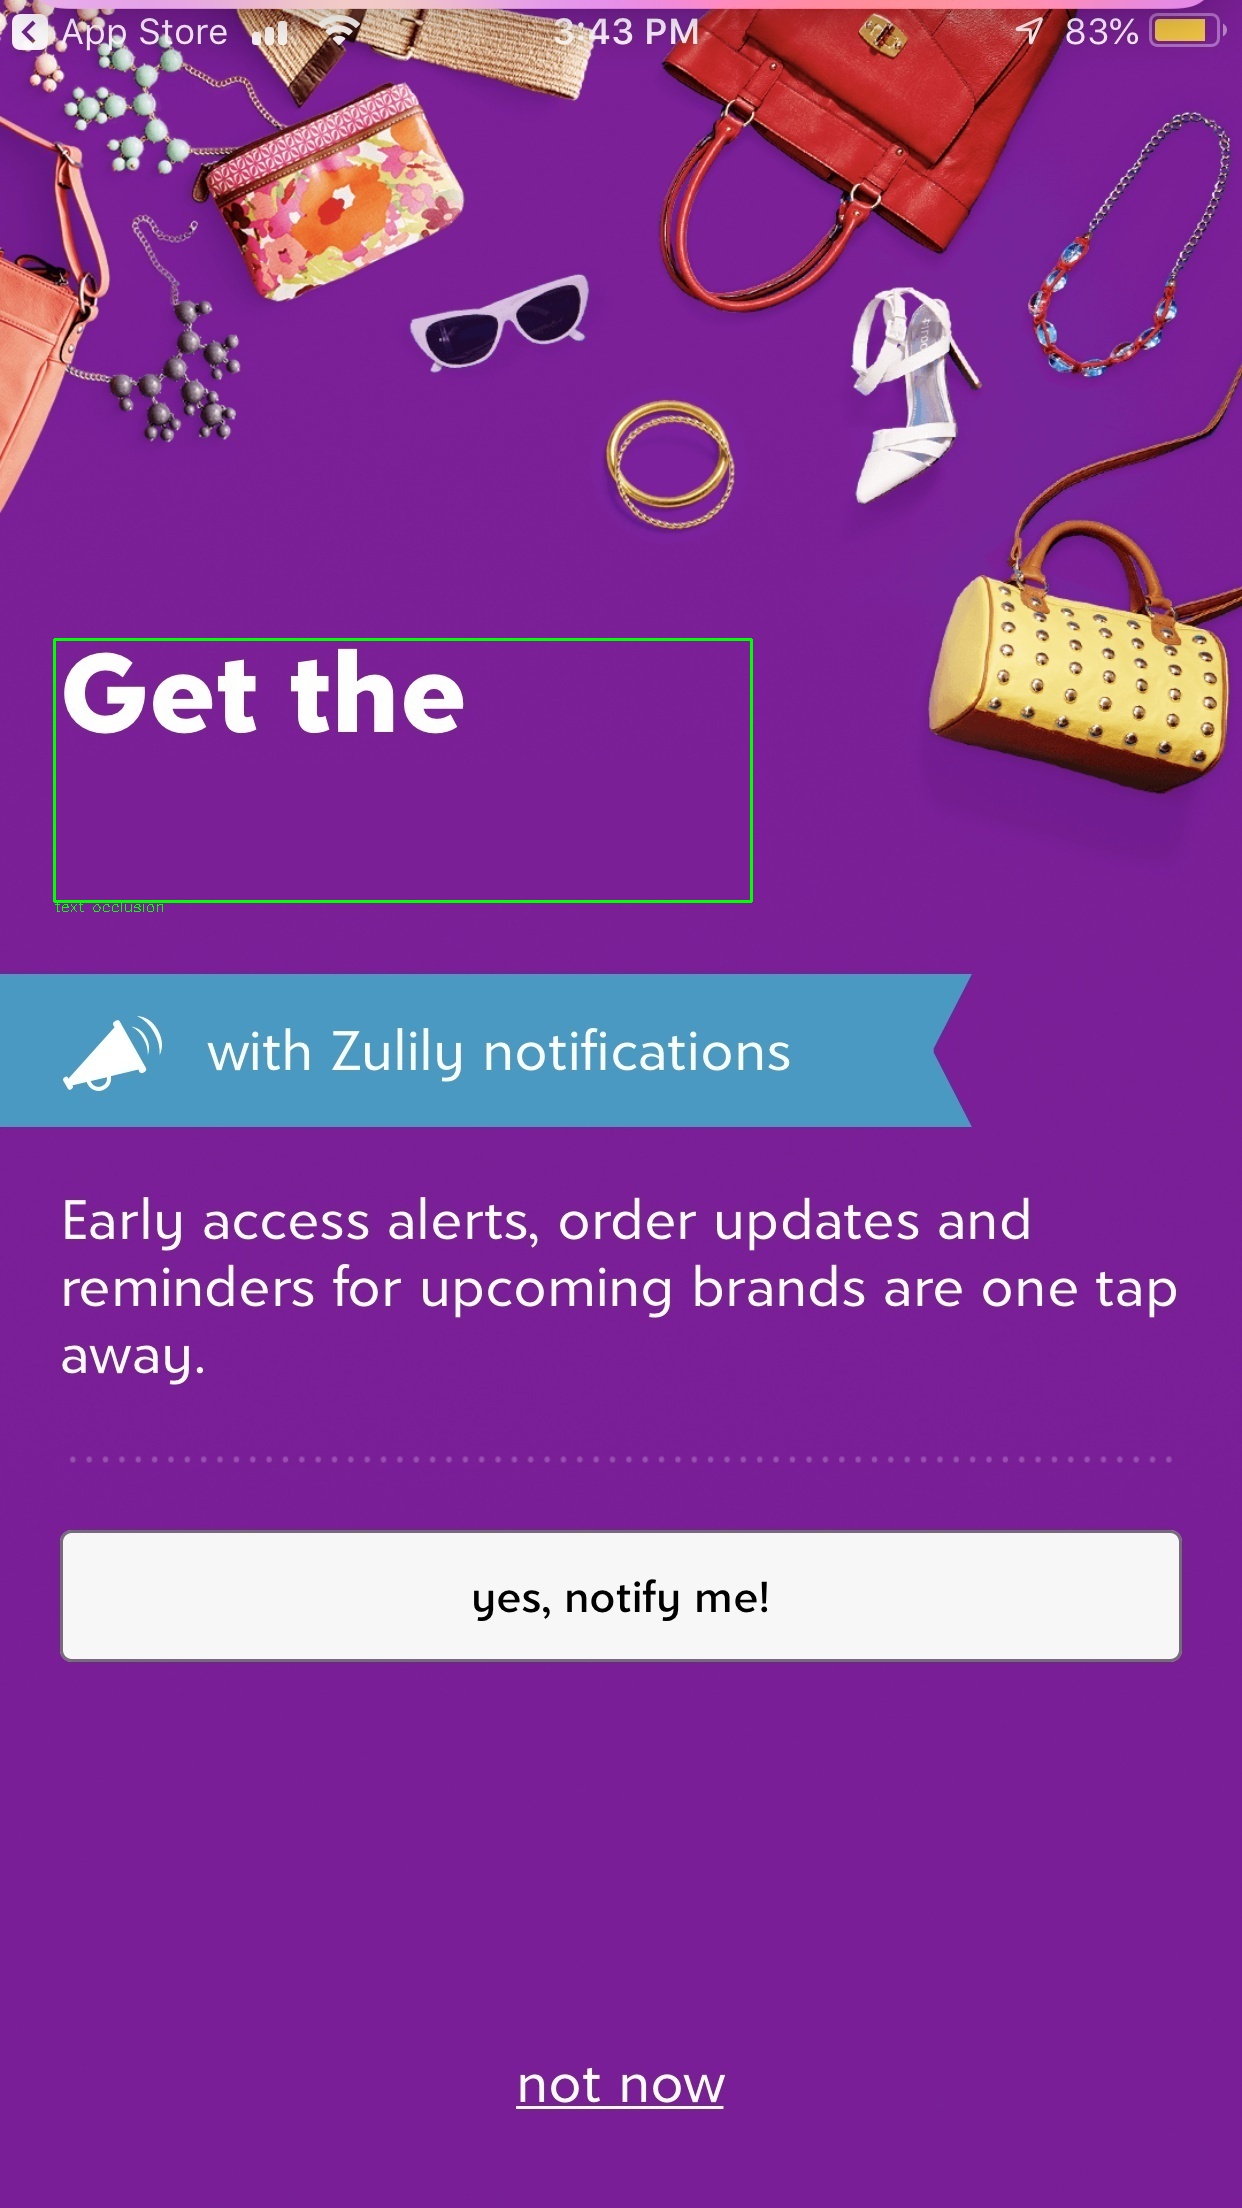 App Store 3:43 PM 83%
Get the
text occlusion
with Zulily notifications
Early access alerts, order updates and
reminders for upcoming brands are one tap
away.
yes, notify me!
not now